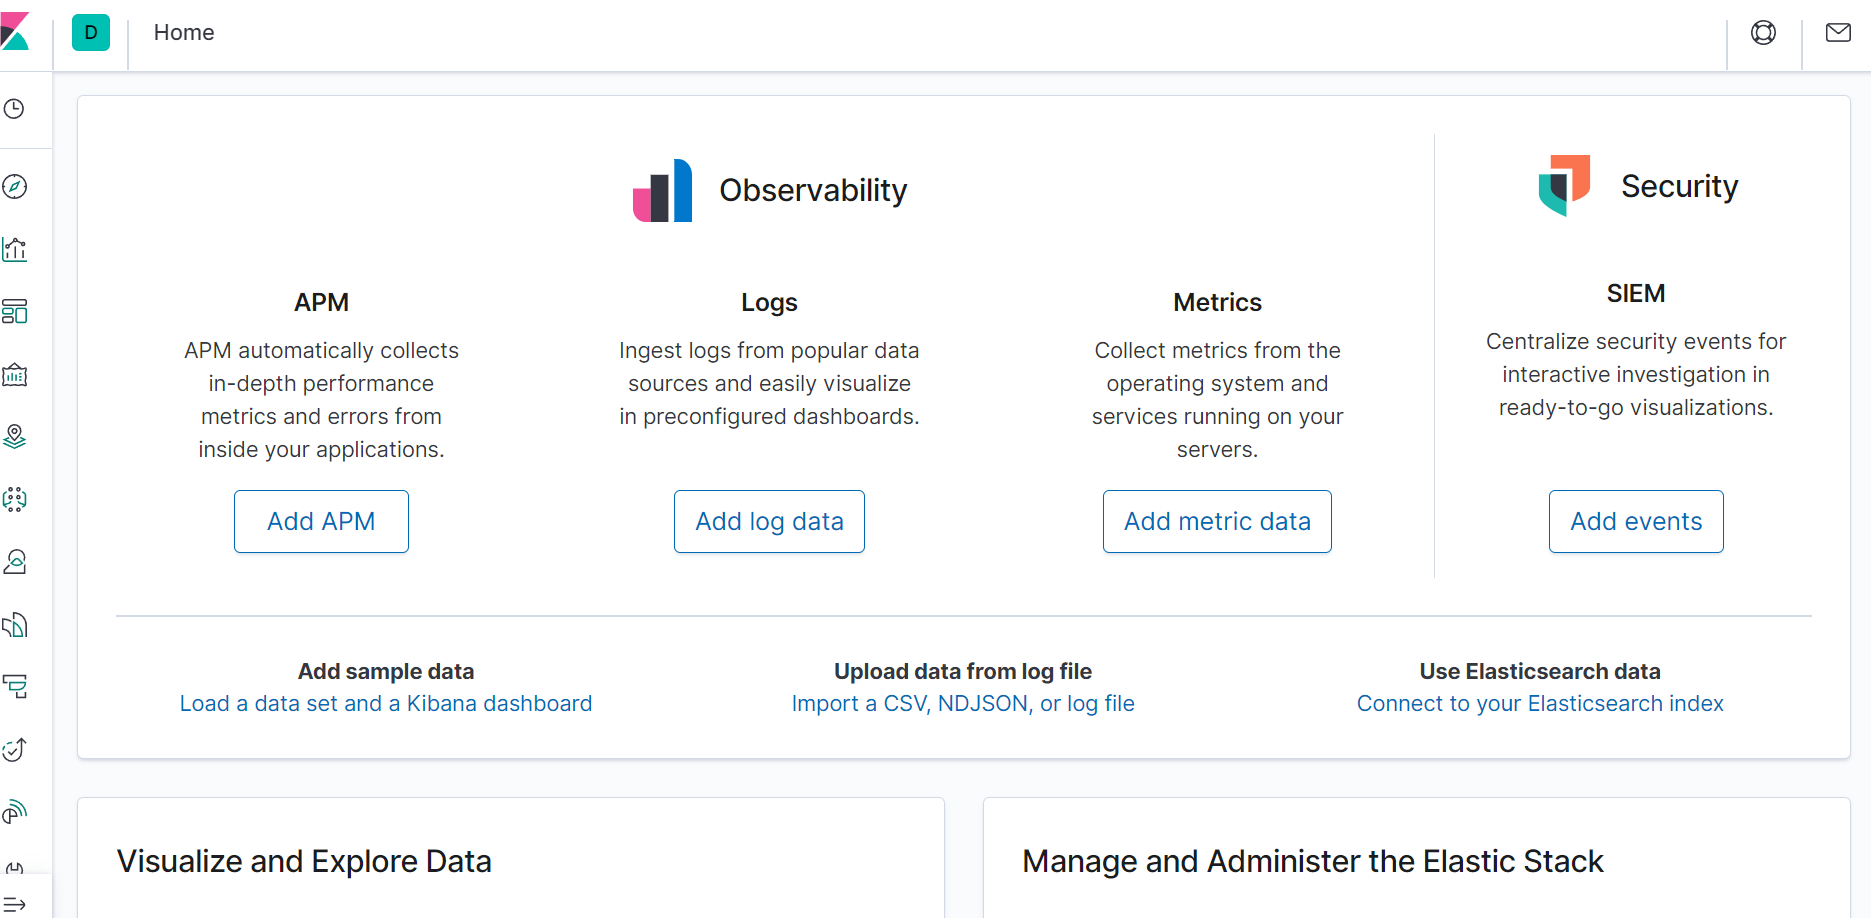 D
Home
Observability
Security
APM
APM automatically collects
in-depth performance
metrics and errors from
inside your applications.
Add APM
Logs
Ingest logs from popular data
sources and easily visualize
in preconfigured dashboards.
Add log data
Metrics
Collect metrics from the
operating system and
services running on your
servers.
Add metric data
SIEM
Centralize security events for
interactive investigation in
ready-to-go visualizations.
Add events
Add sample data
Load a data set and a Kibana dashboard
Upload data from log file
Import a CSV, NDJSON, or log file
Use Elasticsearch data
Connect to your Elasticsearch index
Visualize and Explore Data
Manage and Administer the Elastic Stack